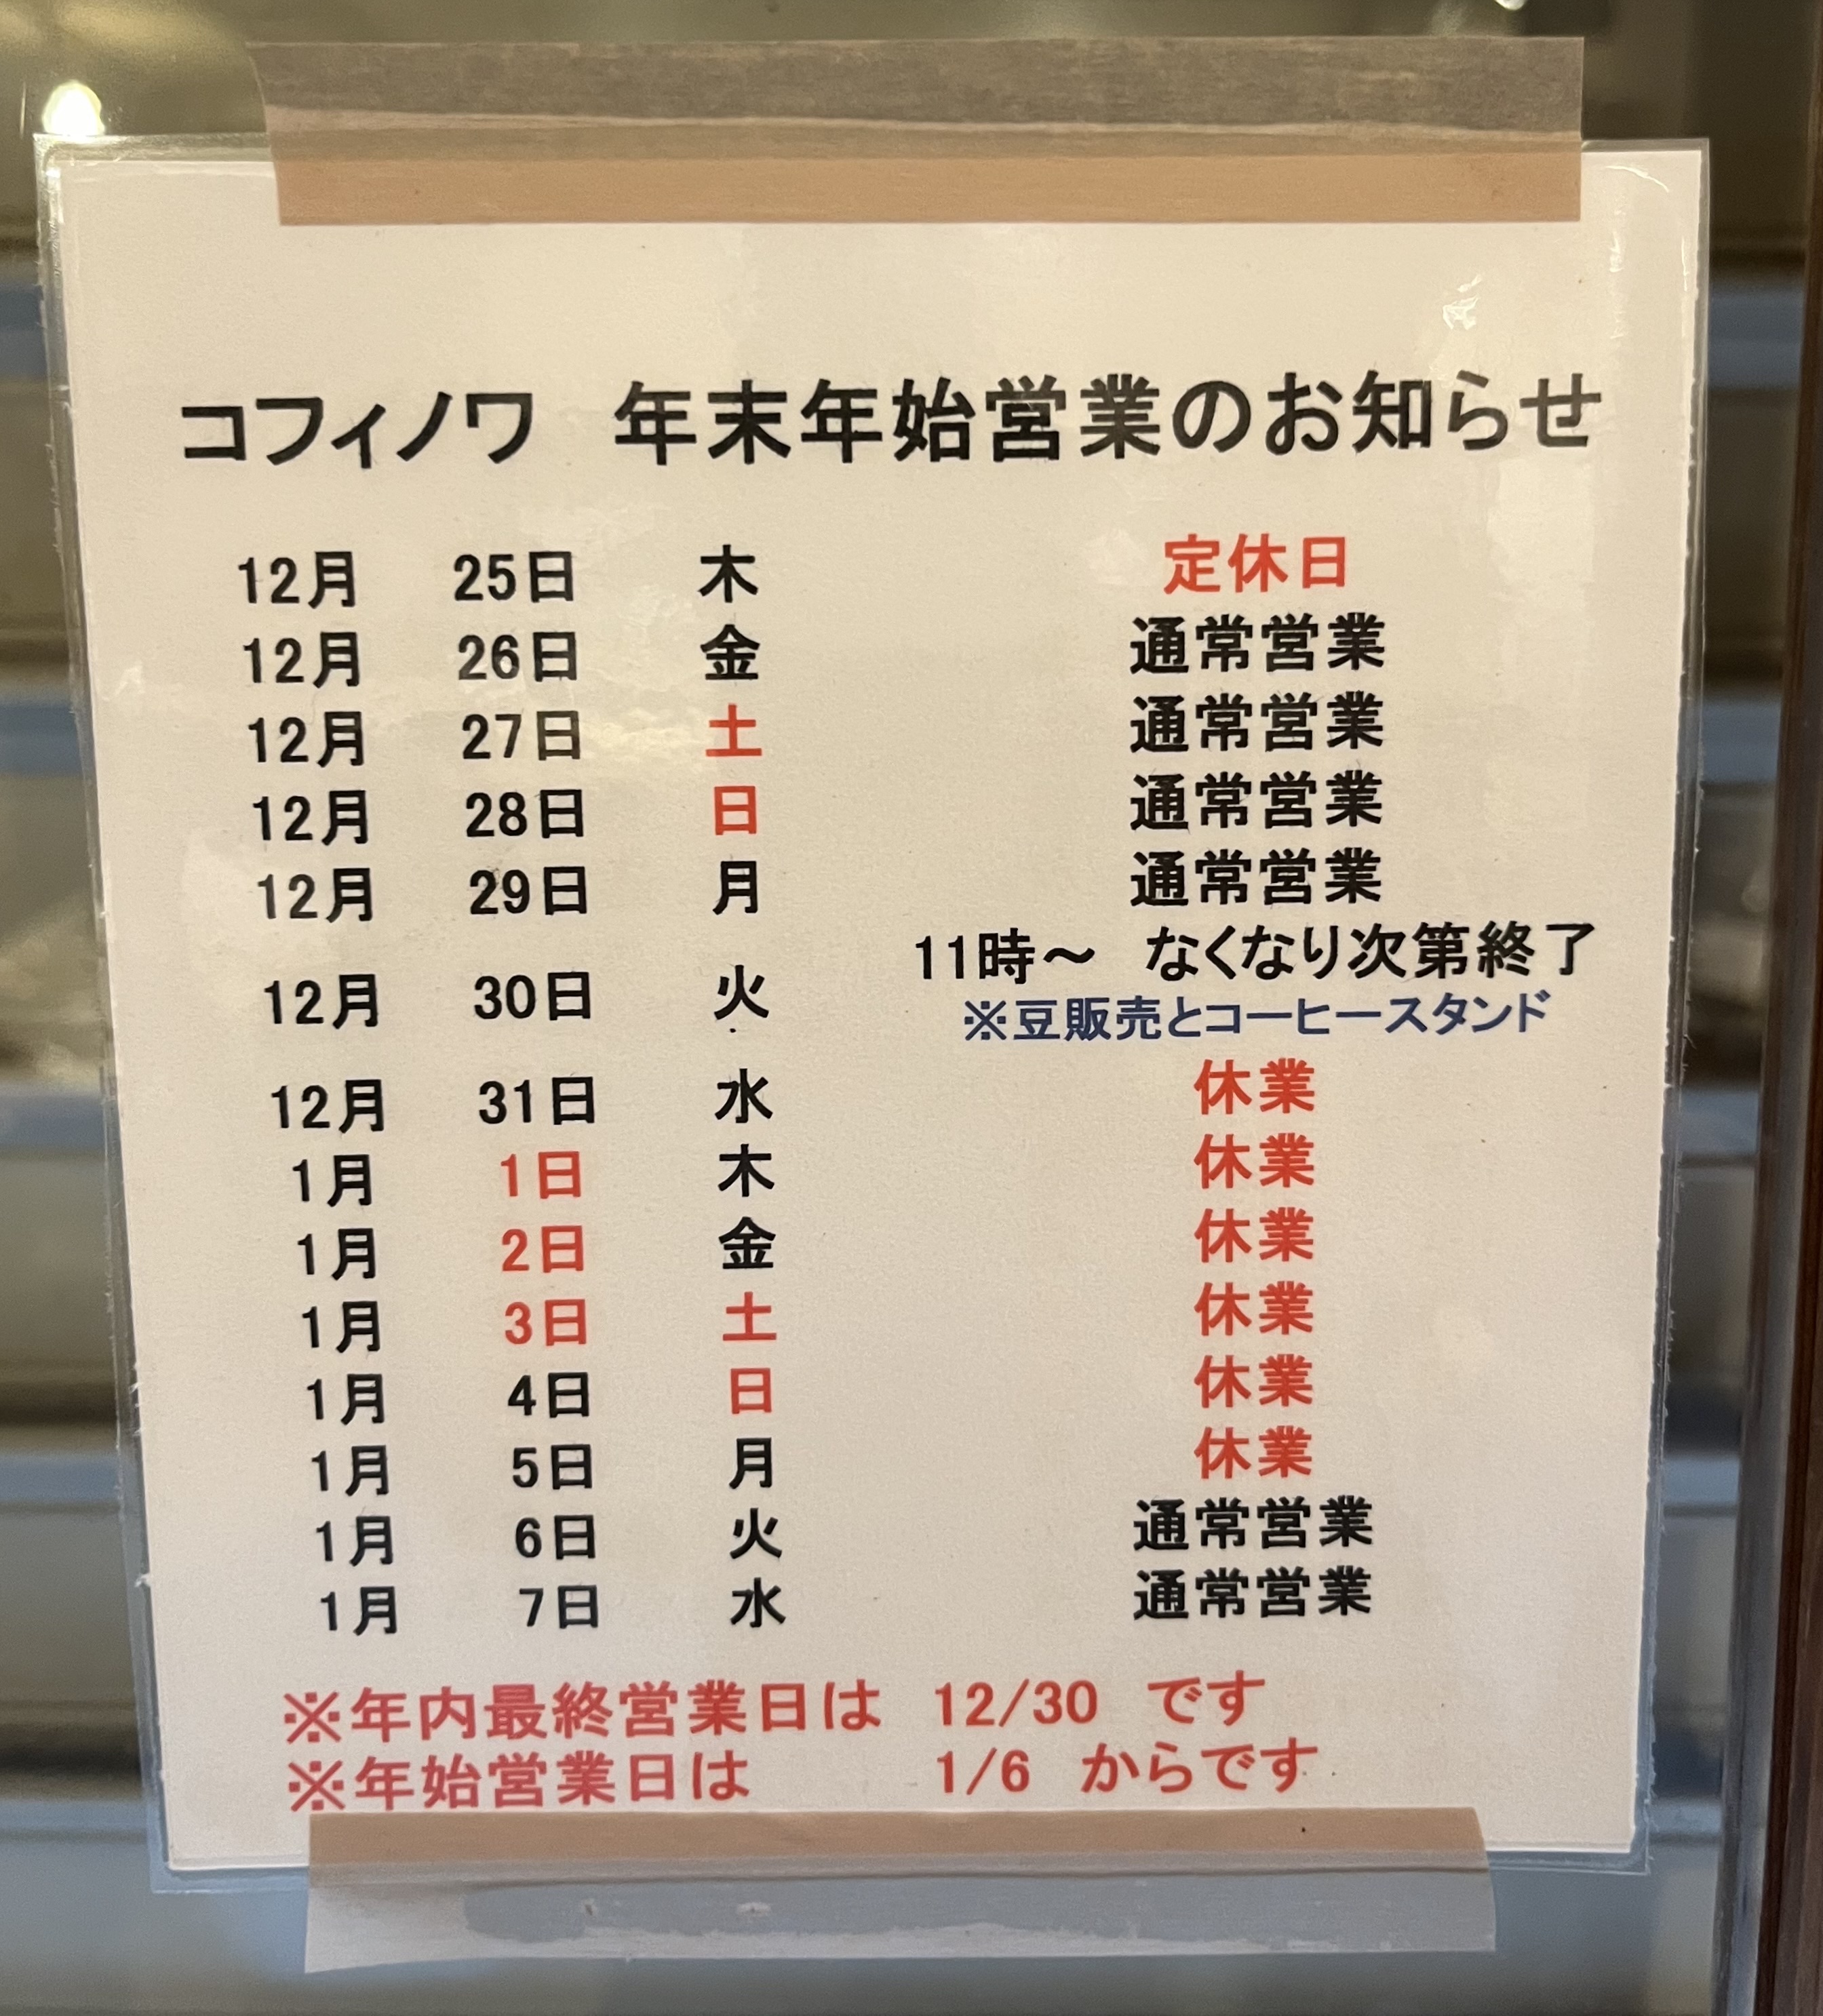 コフィノワ　年末年始営業のお知らせ
12月 25日 木 定休日
12月 26日 金 通常営業
12月 27日 土 通常営業
12月 28日 日 通常営業
12月 29日 月 通常営業
12月 30日 火 11時～　なくなり次第終了
※豆販売とコーヒースタンド
12月 31日 水 休業
1月 1日 木 休業
1月 2日 金 休業
1月 3日 土 休業
1月 4日 日 休業
1月 5日 月 休業
1月 6日 火 通常営業
1月 7日 水 通常営業
※年内最終営業日は　12/30　です
※年始営業日は　1/6　からです